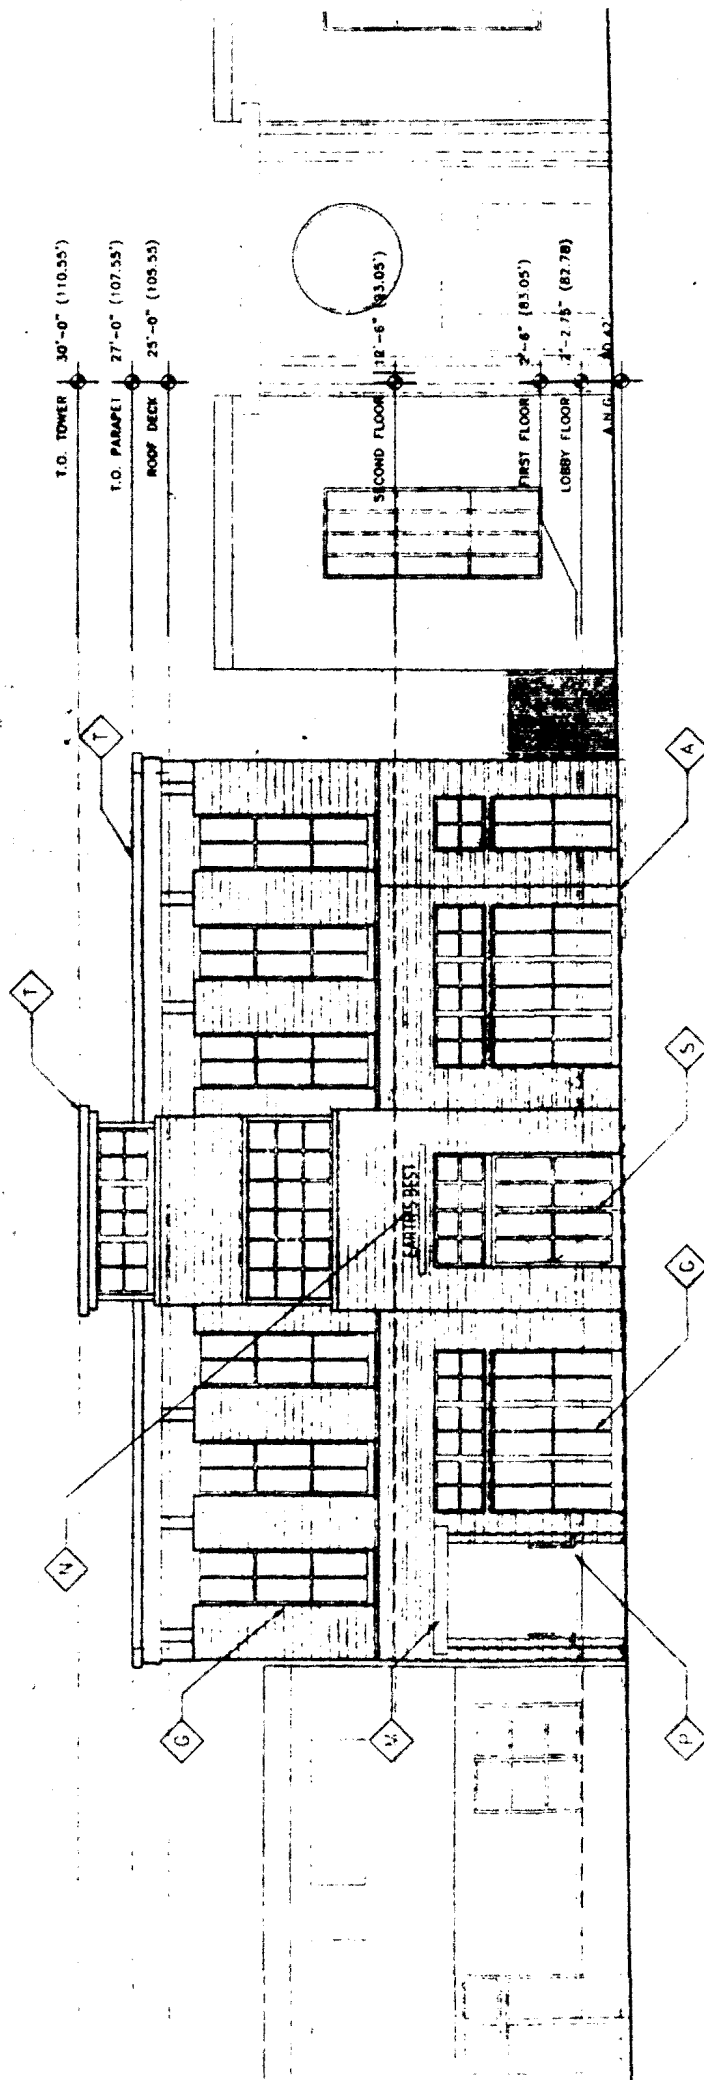 T.O. TOWER 30'-0" (110.55')
T.O. PARAPET 27'-0" (107.55')
ROOF DECK 25'-0" (105.55)
SECOND FLOOR 12'-6" (93.05')
FIRST FLOOR 2'-6" (83.05')
LOBBY FLOOR 2'-2.75" (82.78)
A.N.G.
T
T
N
G
P
G
S
A
BEST